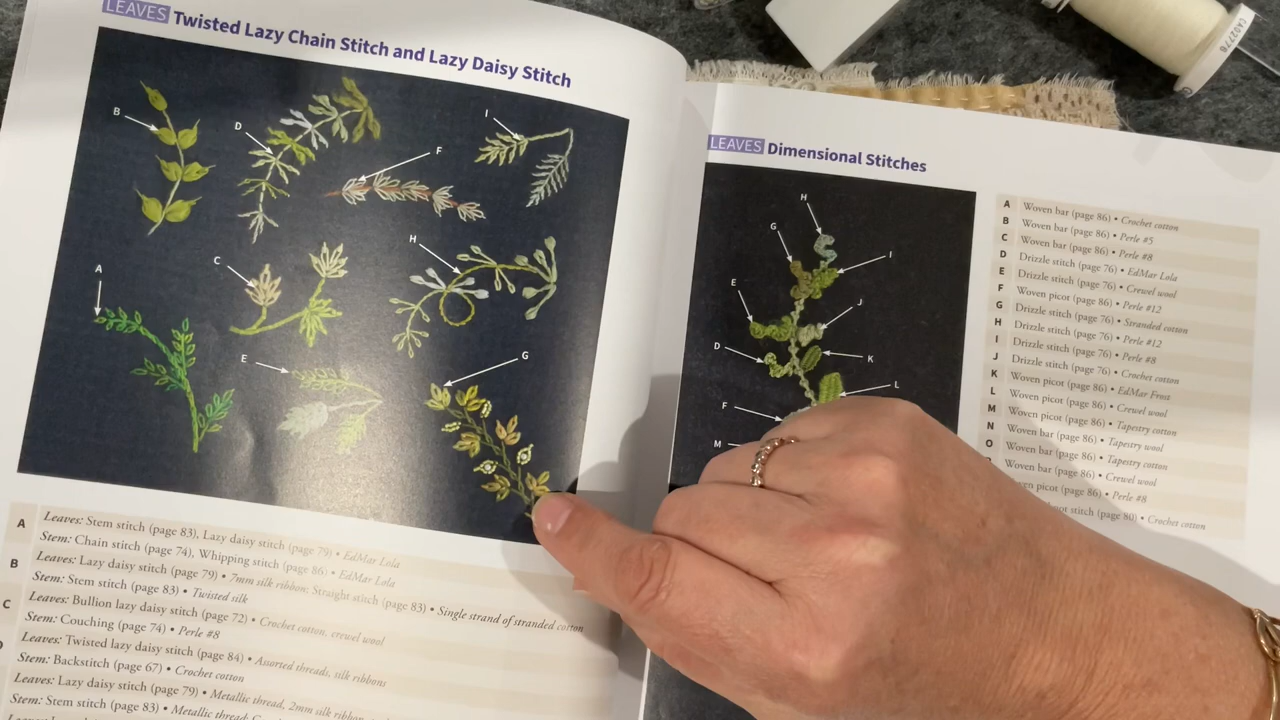 LEAVES Twisted Lazy Chain Stitch and Lazy Daisy Stitch
B
D
I
F
H
C
A
E
G
A Leaves: Stem stitch (page 83), Lazy daisy stitch (page 79) • EdMar Lola
Stem: Chain stitch (page 74), Whipping stitch (page 86) • EdMar Lola
B Leaves: Lazy daisy stitch (page 79) • 7mm silk ribbon; Straight stitch (page 83) • Single strand of stranded cotton
Stem: Stem stitch (page 83) • Twisted silk
C Leaves: Bullion lazy daisy stitch (page 72) • Crochet cotton, crewel wool
Stem: Couching (page 74) • Perle #8
Leaves: Twisted lazy daisy stitch (page 84) • Assorted threads, silk ribbons
Stem: Backstitch (page 67) • Crochet cotton
Leaves: Lazy daisy stitch (page 79) • Metallic thread, 2mm silk ribbon
Stem: Stem stitch (page 83) • Metallic thread
LEAVES Dimensional Stitches
H
G
I
E
J
D
K
L
F
M
A Woven bar (page 86) • Crochet cotton
B Woven bar (page 86) • Perle #5
C Woven bar (page 86) • Perle #8
D Drizzle stitch (page 76) • EdMar Lola
E Drizzle stitch (page 76) • Crewel wool
F Woven picot (page 86) • Perle #12
G Drizzle stitch (page 76) • Stranded cotton
H Drizzle stitch (page 76) • Perle #12
I Drizzle stitch (page 76) • Perle #8
J Drizzle stitch (page 76) • Crochet cotton
K Woven picot (page 86) • EdMar Frost
L Woven picot (page 86) • Crewel wool
M Woven picot (page 86) • Tapestry cotton
N Woven bar (page 86) • Tapestry wool
O Woven bar (page 86) • Tapestry cotton
Woven bar (page 86) • Crewel wool
en picot (page 86) • Perle #8
stitch (page 80) • Crochet cotton
CA02776